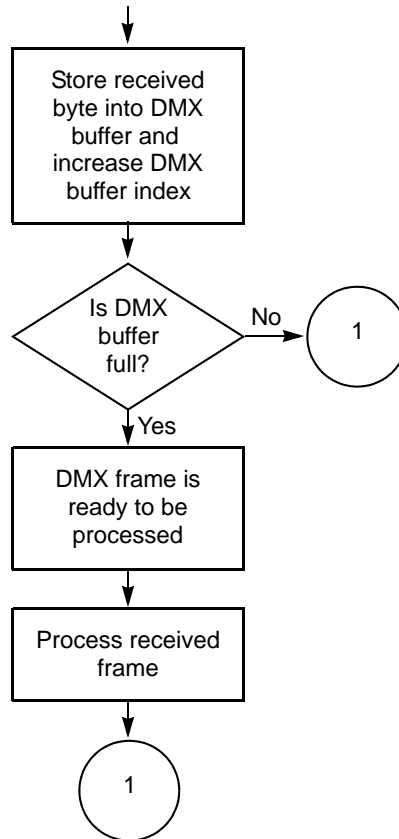 Store received
byte into DMX
buffer and
increase DMX
buffer index
Is DMX
buffer
full?
No
1
Yes
DMX frame is
ready to be
processed
Process received
frame
1